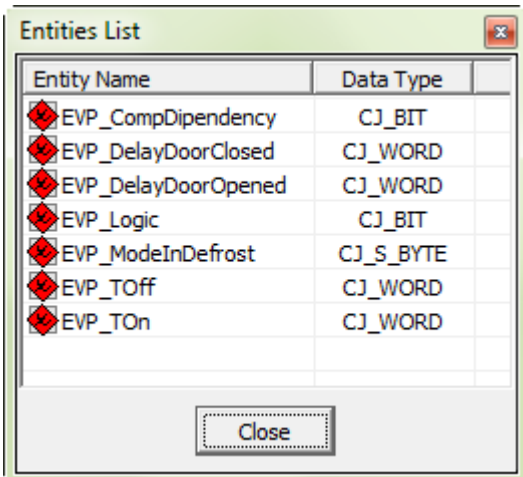 Entities List
Entity Name Data Type
EVP_CompDipendency CJ_BIT
EVP_DelayDoorClosed CJ_WORD
EVP_DelayDoorOpened CJ_WORD
EVP_Logic CJ_BIT
EVP_ModeInDefrost CJ_S_BYTE
EVP_TOff CJ_WORD
EVP_TOn CJ_WORD
Close